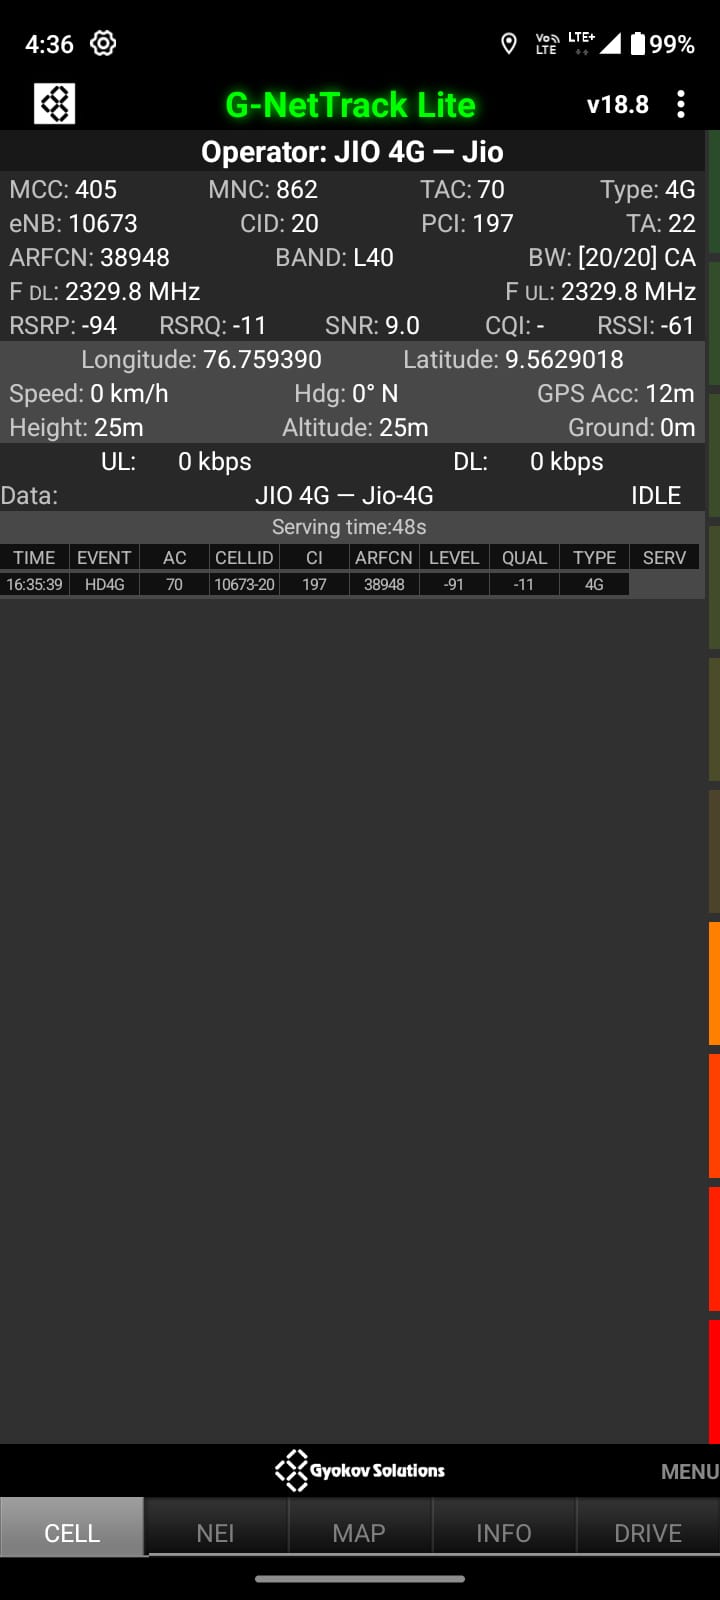 4:36 Vo LTE LTE+ 99%
G-NetTrack Lite v18.8
Operator: JIO 4G — Jio
MCC: 405 MNC: 862 TAC: 70 Type: 4G
eNB: 10673 CID: 20 PCI: 197 TA: 22
ARFCN: 38948 BAND: L40 BW: [20/20] CA
F DL: 2329.8 MHz F UL: 2329.8 MHz
RSRP: -94 RSRQ: -11 SNR: 9.0 CQI: - RSSI: -61
Longitude: 76.759390 Latitude: 9.5629018
Speed: 0 km/h Hdg: 0° N GPS Acc: 12m
Height: 25m Altitude: 25m Ground: 0m
UL: 0 kbps DL: 0 kbps
Data: JIO 4G — Jio-4G IDLE
Serving time:48s
TIME EVENT AC CELLID CI ARFCN LEVEL QUAL TYPE SERV
16:35:39 HD4G 70 10673-20 197 38948 -91 -11 4G
Gyokov Solutions MENU
CELL NEI MAP INFO DRIVE